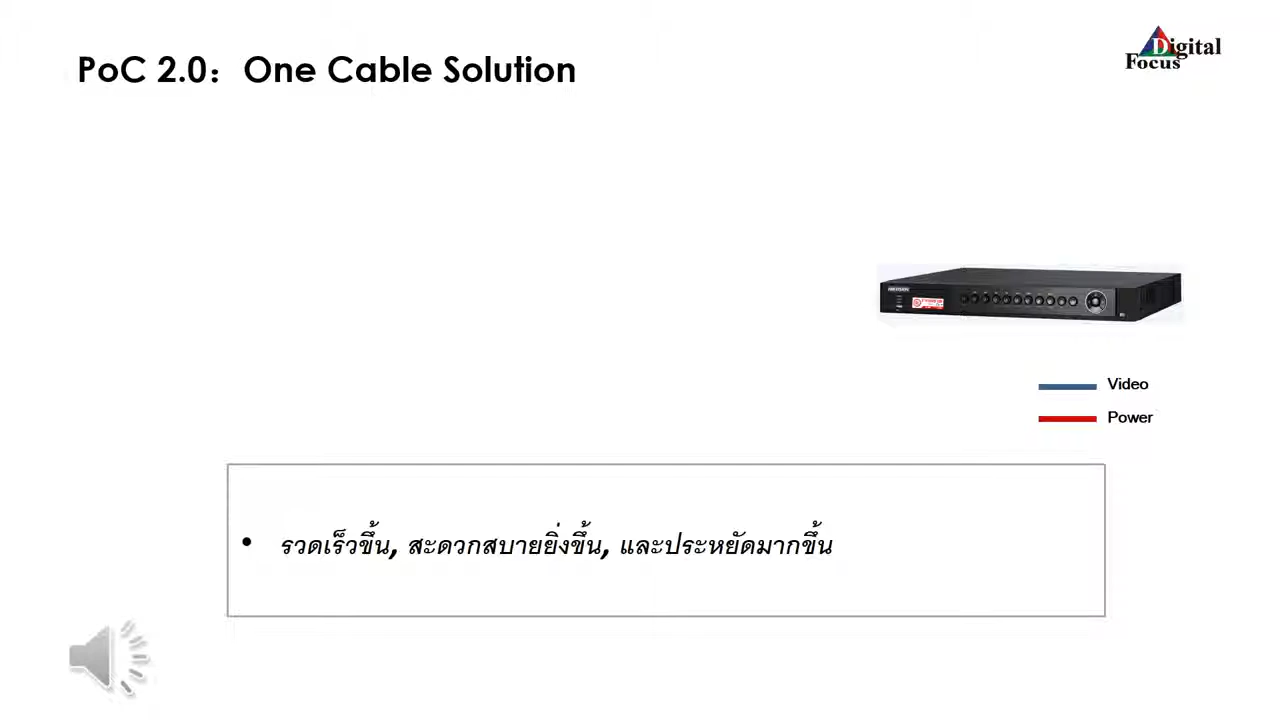 PoC 2.0：One Cable Solution
Digital
Focus
HIKVISION
Video
Power
• รวดเร็วขึ้น, สะดวกสบายยิ่งขึ้น, และประหยัดมากขึ้น